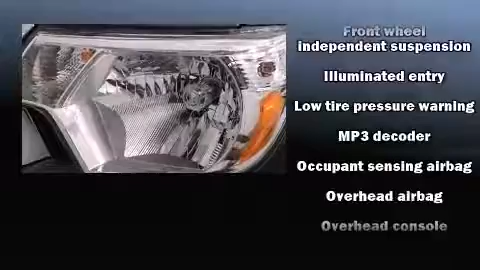 Front wheel
independent suspension
Illuminated entry
Low tire pressure warning
MP3 decoder
Occupant sensing airbag
Overhead airbag
Overhead console